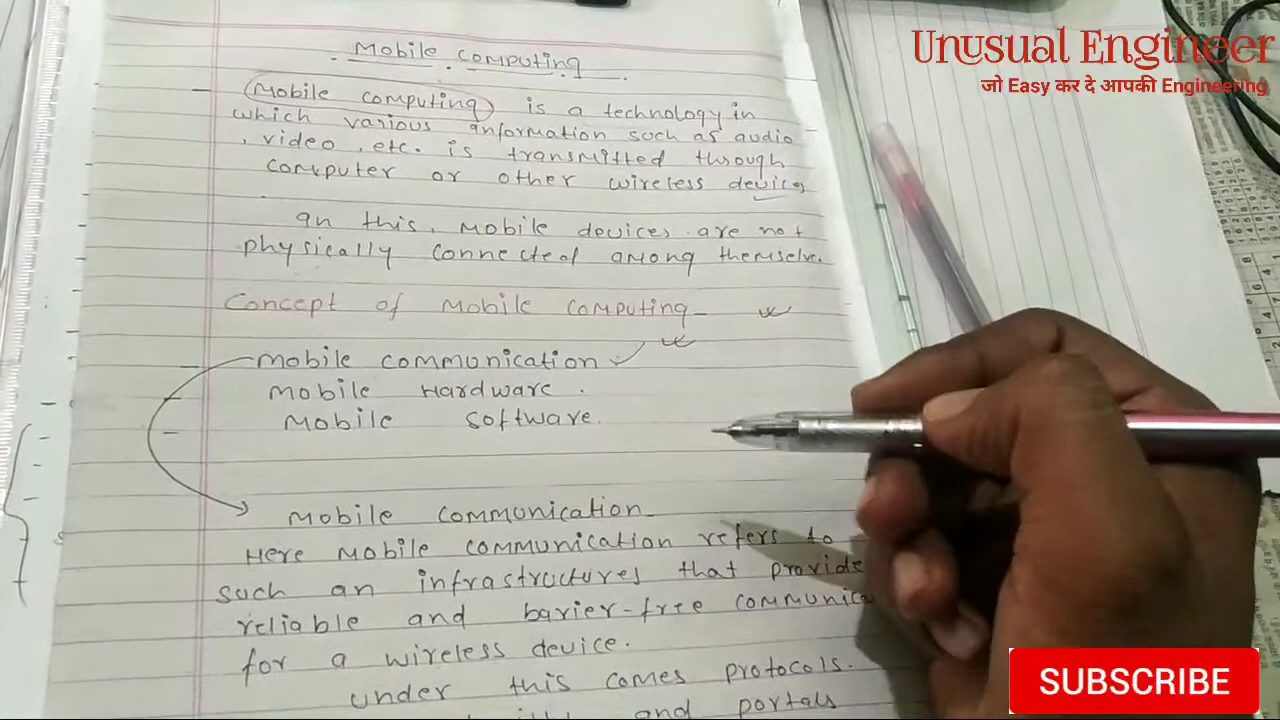 Unusual Engineer
जो Easy कर दे आपकी Engineering
Mobile computing
Mobile computing is a technology in
which various information such as audio
, video, etc. is transmitted through
computer or other wireless devices
In this, mobile devices are not
physically connected among themselve.
Concept of Mobile computing-
Mobile communication
Mobile Hardware.
Mobile software.
Mobile communication-
Here mobile communication refers to
such an infrastructures that provide
reliable and barier-free communica
for a wireless device.
under this comes protocols.
and portals
SUBSCRIBE